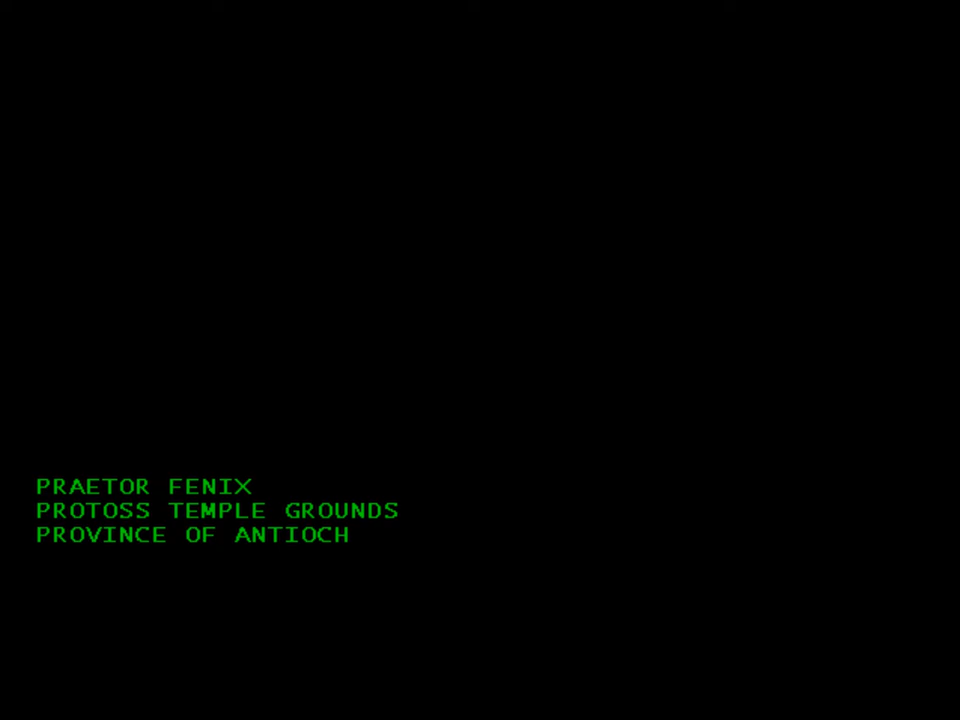 PRAETOR FENIX
PROTOSS TEMPLE GROUNDS
PROVINCE OF ANTIOCH